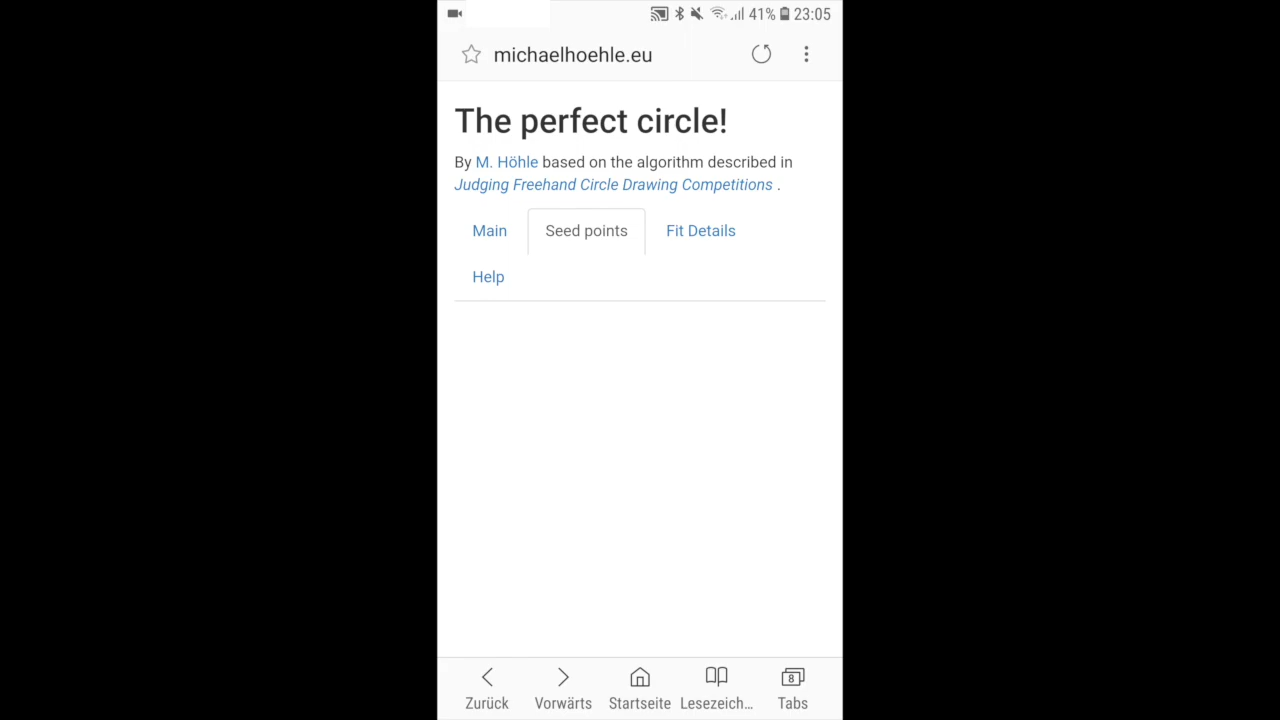 41% 23:05
michaelhoehle.eu
The perfect circle!
By M. Höhle based on the algorithm described in
Judging Freehand Circle Drawing Competitions .
Main Seed points Fit Details
Help
8
Zurück Vorwärts Startseite Lesezeich... Tabs